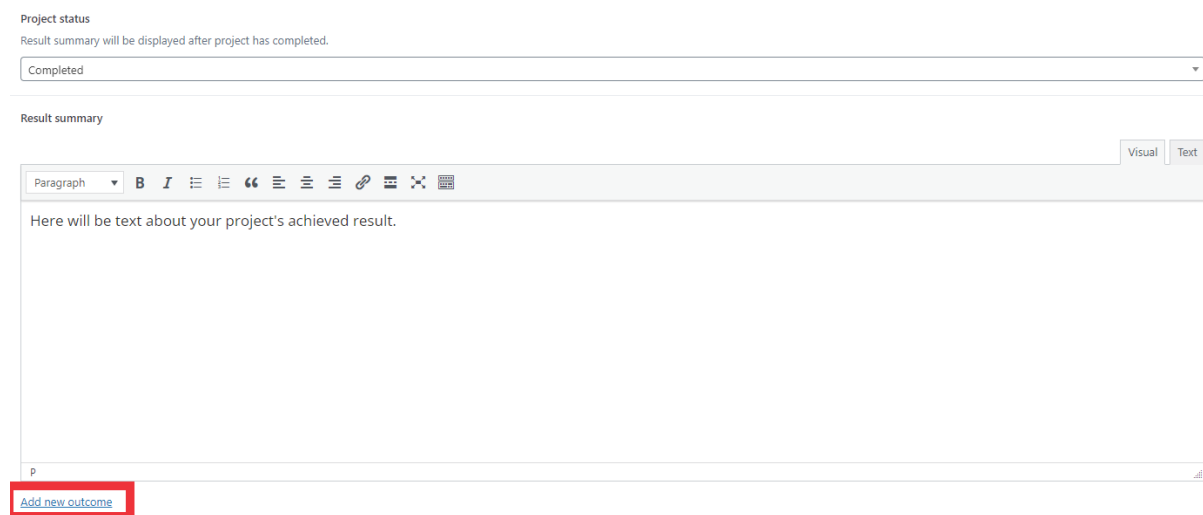 Project status
Result summary will be displayed after project has completed.
Completed
Result summary
Visual Text
Paragraph B I
Here will be text about your project's achieved result.
P
Add new outcome